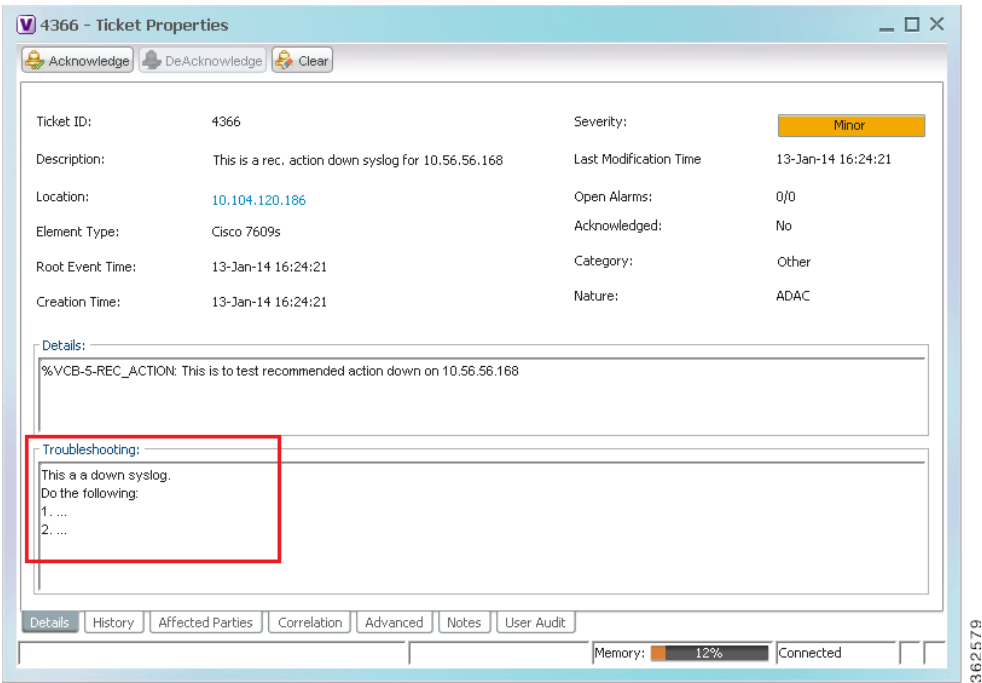 V 4366 - Ticket Properties
Acknowledge DeAcknowledge Clear
Ticket ID: 4366 Severity: Minor
Description: This is a rec. action down syslog for 10.56.56.168 Last Modification Time 13-Jan-14 16:24:21
Location: 10.104.120.186 Open Alarms: 0/0
Element Type: Cisco 7609s Acknowledged: No
Root Event Time: 13-Jan-14 16:24:21 Category: Other
Creation Time: 13-Jan-14 16:24:21 Nature: ADAC
Details:
%VCB-5-REC_ACTION: This is to test recommended action down on 10.56.56.168
Troubleshooting:
This a a down syslog.
Do the following:
1. ...
2. ...
Details History Affected Parties Correlation Advanced Notes User Audit
Memory: 12% Connected
362579